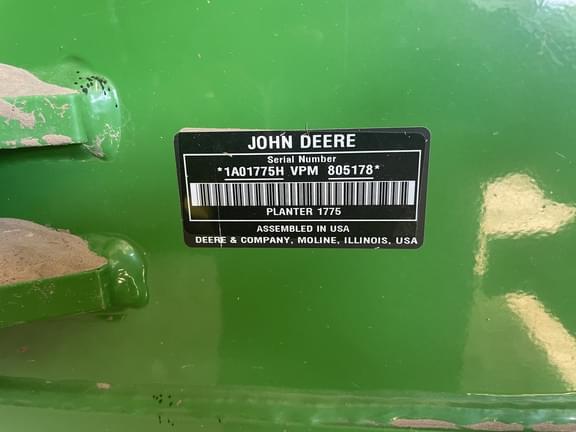 JOHN DEERE
Serial Number
*1A01775H VPM 805178*
PLANTER 1775
ASSEMBLED IN USA
DEERE & COMPANY, MOLINE, ILLINOIS, USA